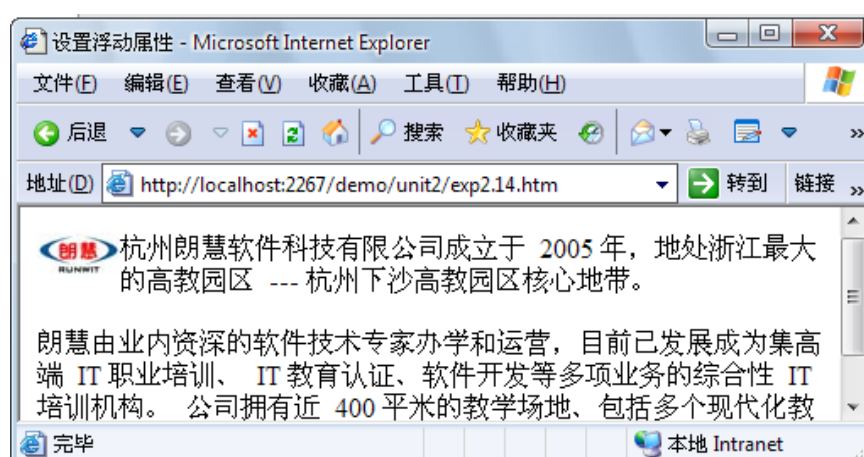 设置浮动属性 - Microsoft Internet Explorer
文件(F) 编辑(E) 查看(V) 收藏(A) 工具(T) 帮助(H)
后退 搜索 收藏夹 »
地址(D) http://localhost:2267/demo/unit2/exp2.14.htm 转到 链接 »
朗慧 杭州朗慧软件科技有限公司成立于 2005 年，地处浙江最大
RUNWIT 的高教园区 --- 杭州下沙高教园区核心地带。
朗慧由业内资深的软件技术专家办学和运营，目前已发展成为集高
端 IT 职业培训、 IT 教育认证、软件开发等多项业务的综合性 IT
培训机构。 公司拥有近 400 平米的教学场地、包括多个现代化教
完毕 本地 Intranet